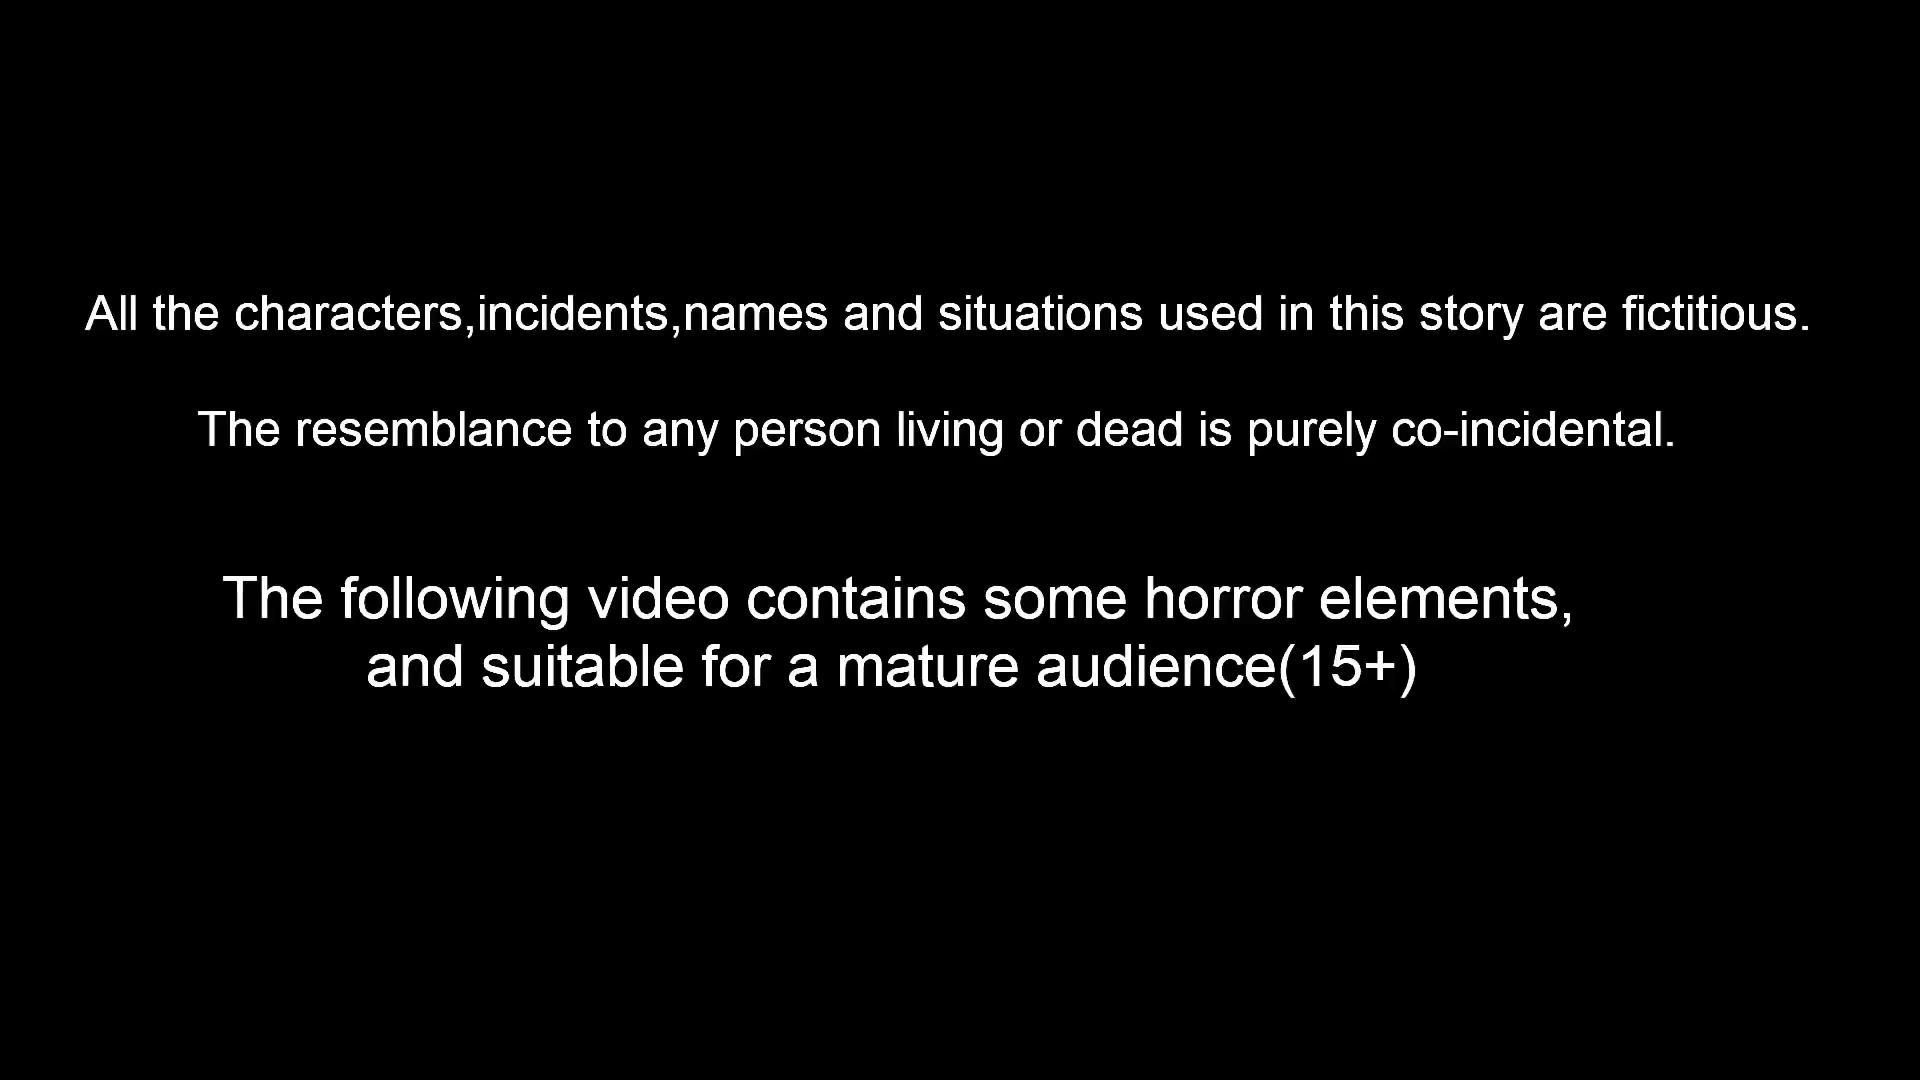 All the characters,incidents,names and situations used in this story are fictitious.
The resemblance to any person living or dead is purely co-incidental.
The following video contains some horror elements,
and suitable for a mature audience(15+)